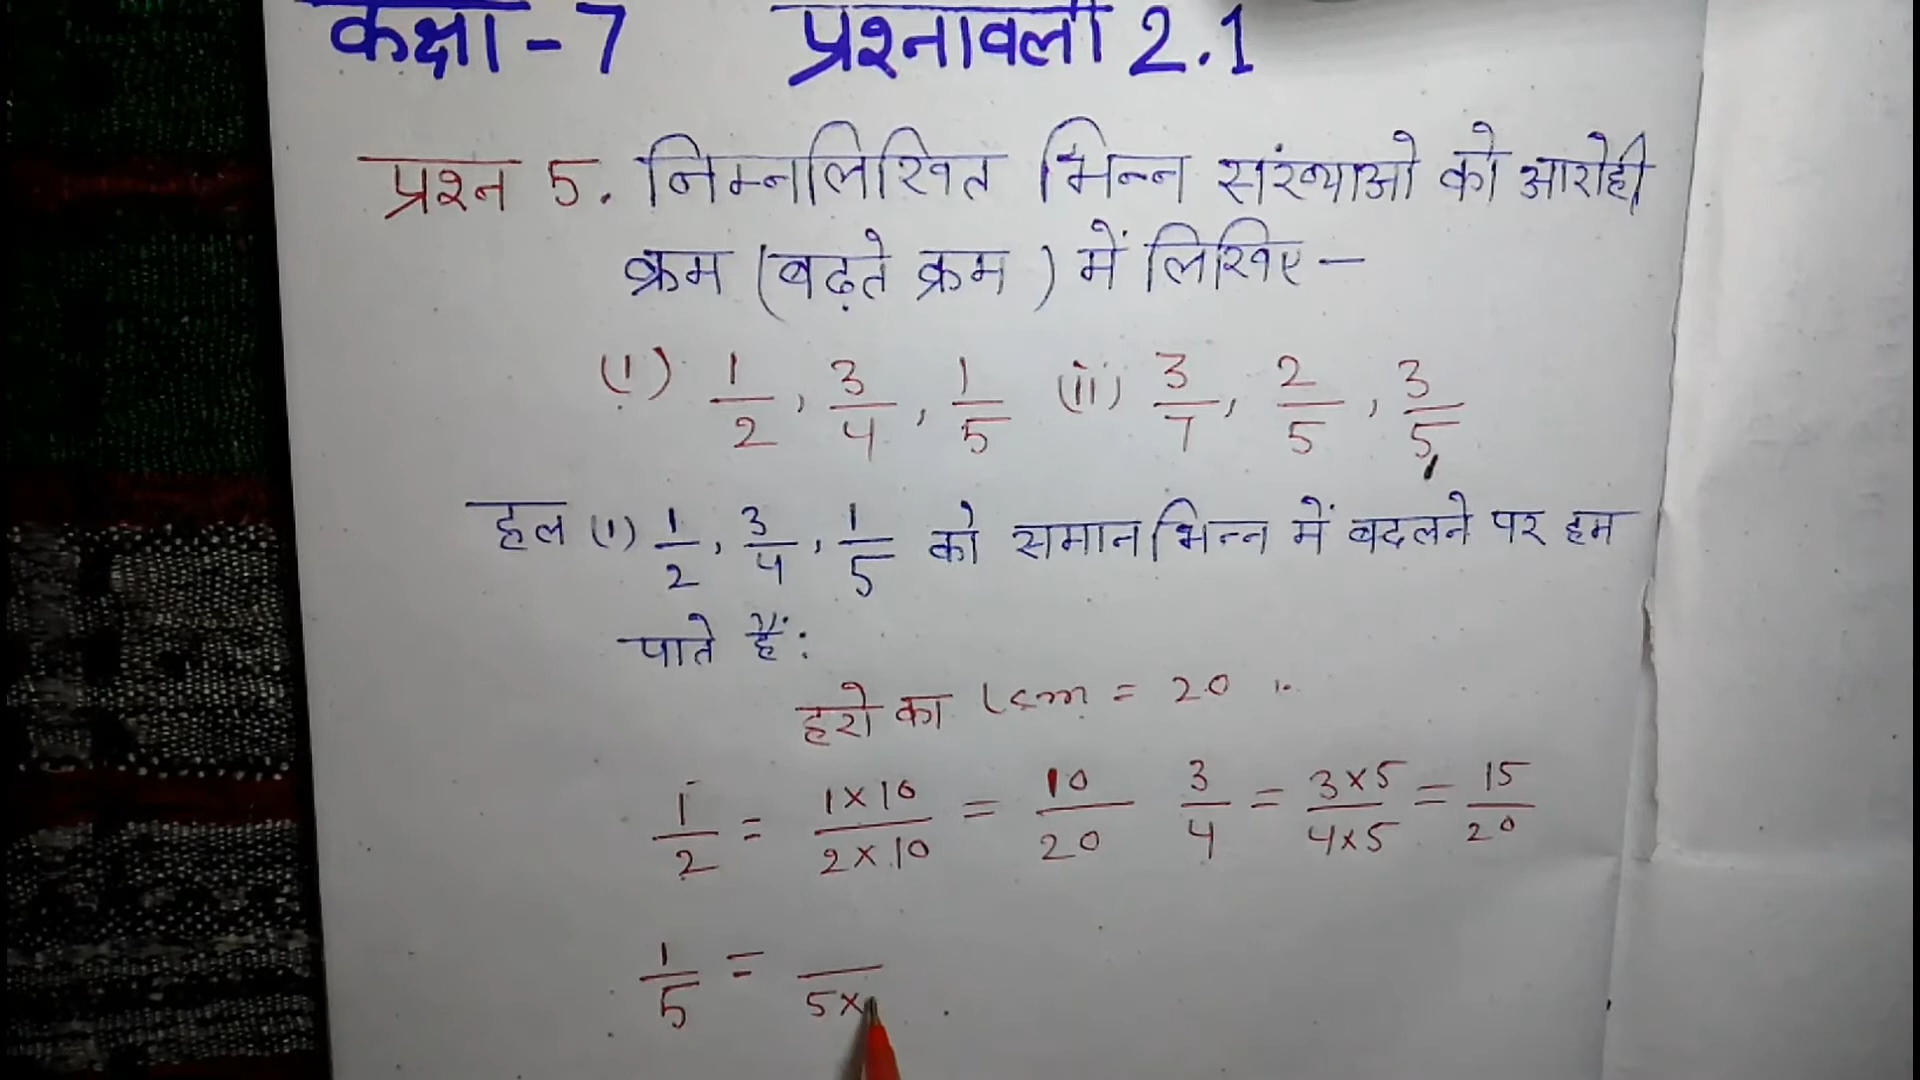 कक्षा - 7 प्रश्नावली 2.1
प्रश्न 5. निम्नलिखित भिन्न संख्याओ को आरोही
क्रम (बढ़ते क्रम ) में लिखिए -
(i) 1/2 , 3/4 , 1/5 (ii) 3/7 , 2/5 , 3/5
हल (i) 1/2 , 3/4 , 1/5 को समान भिन्न में बदलने पर हम
पाते हैं :
हरो का Lcm = 20
1/2 = 1×10/2×10 = 10/20 3/4 = 3×5/4×5 = 15/20
1/5 = /5×